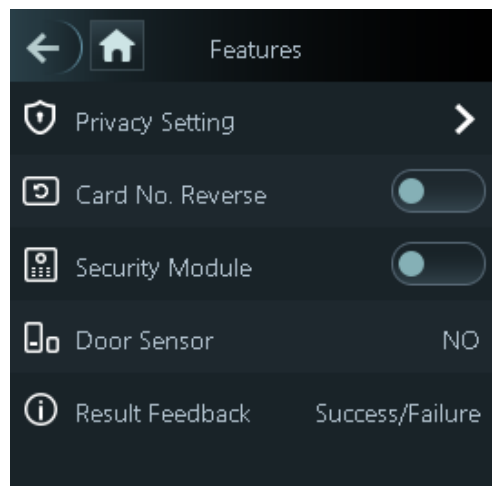 Features
Privacy Setting
Card No. Reverse
Security Module
Door Sensor NO
Result Feedback Success/Failure